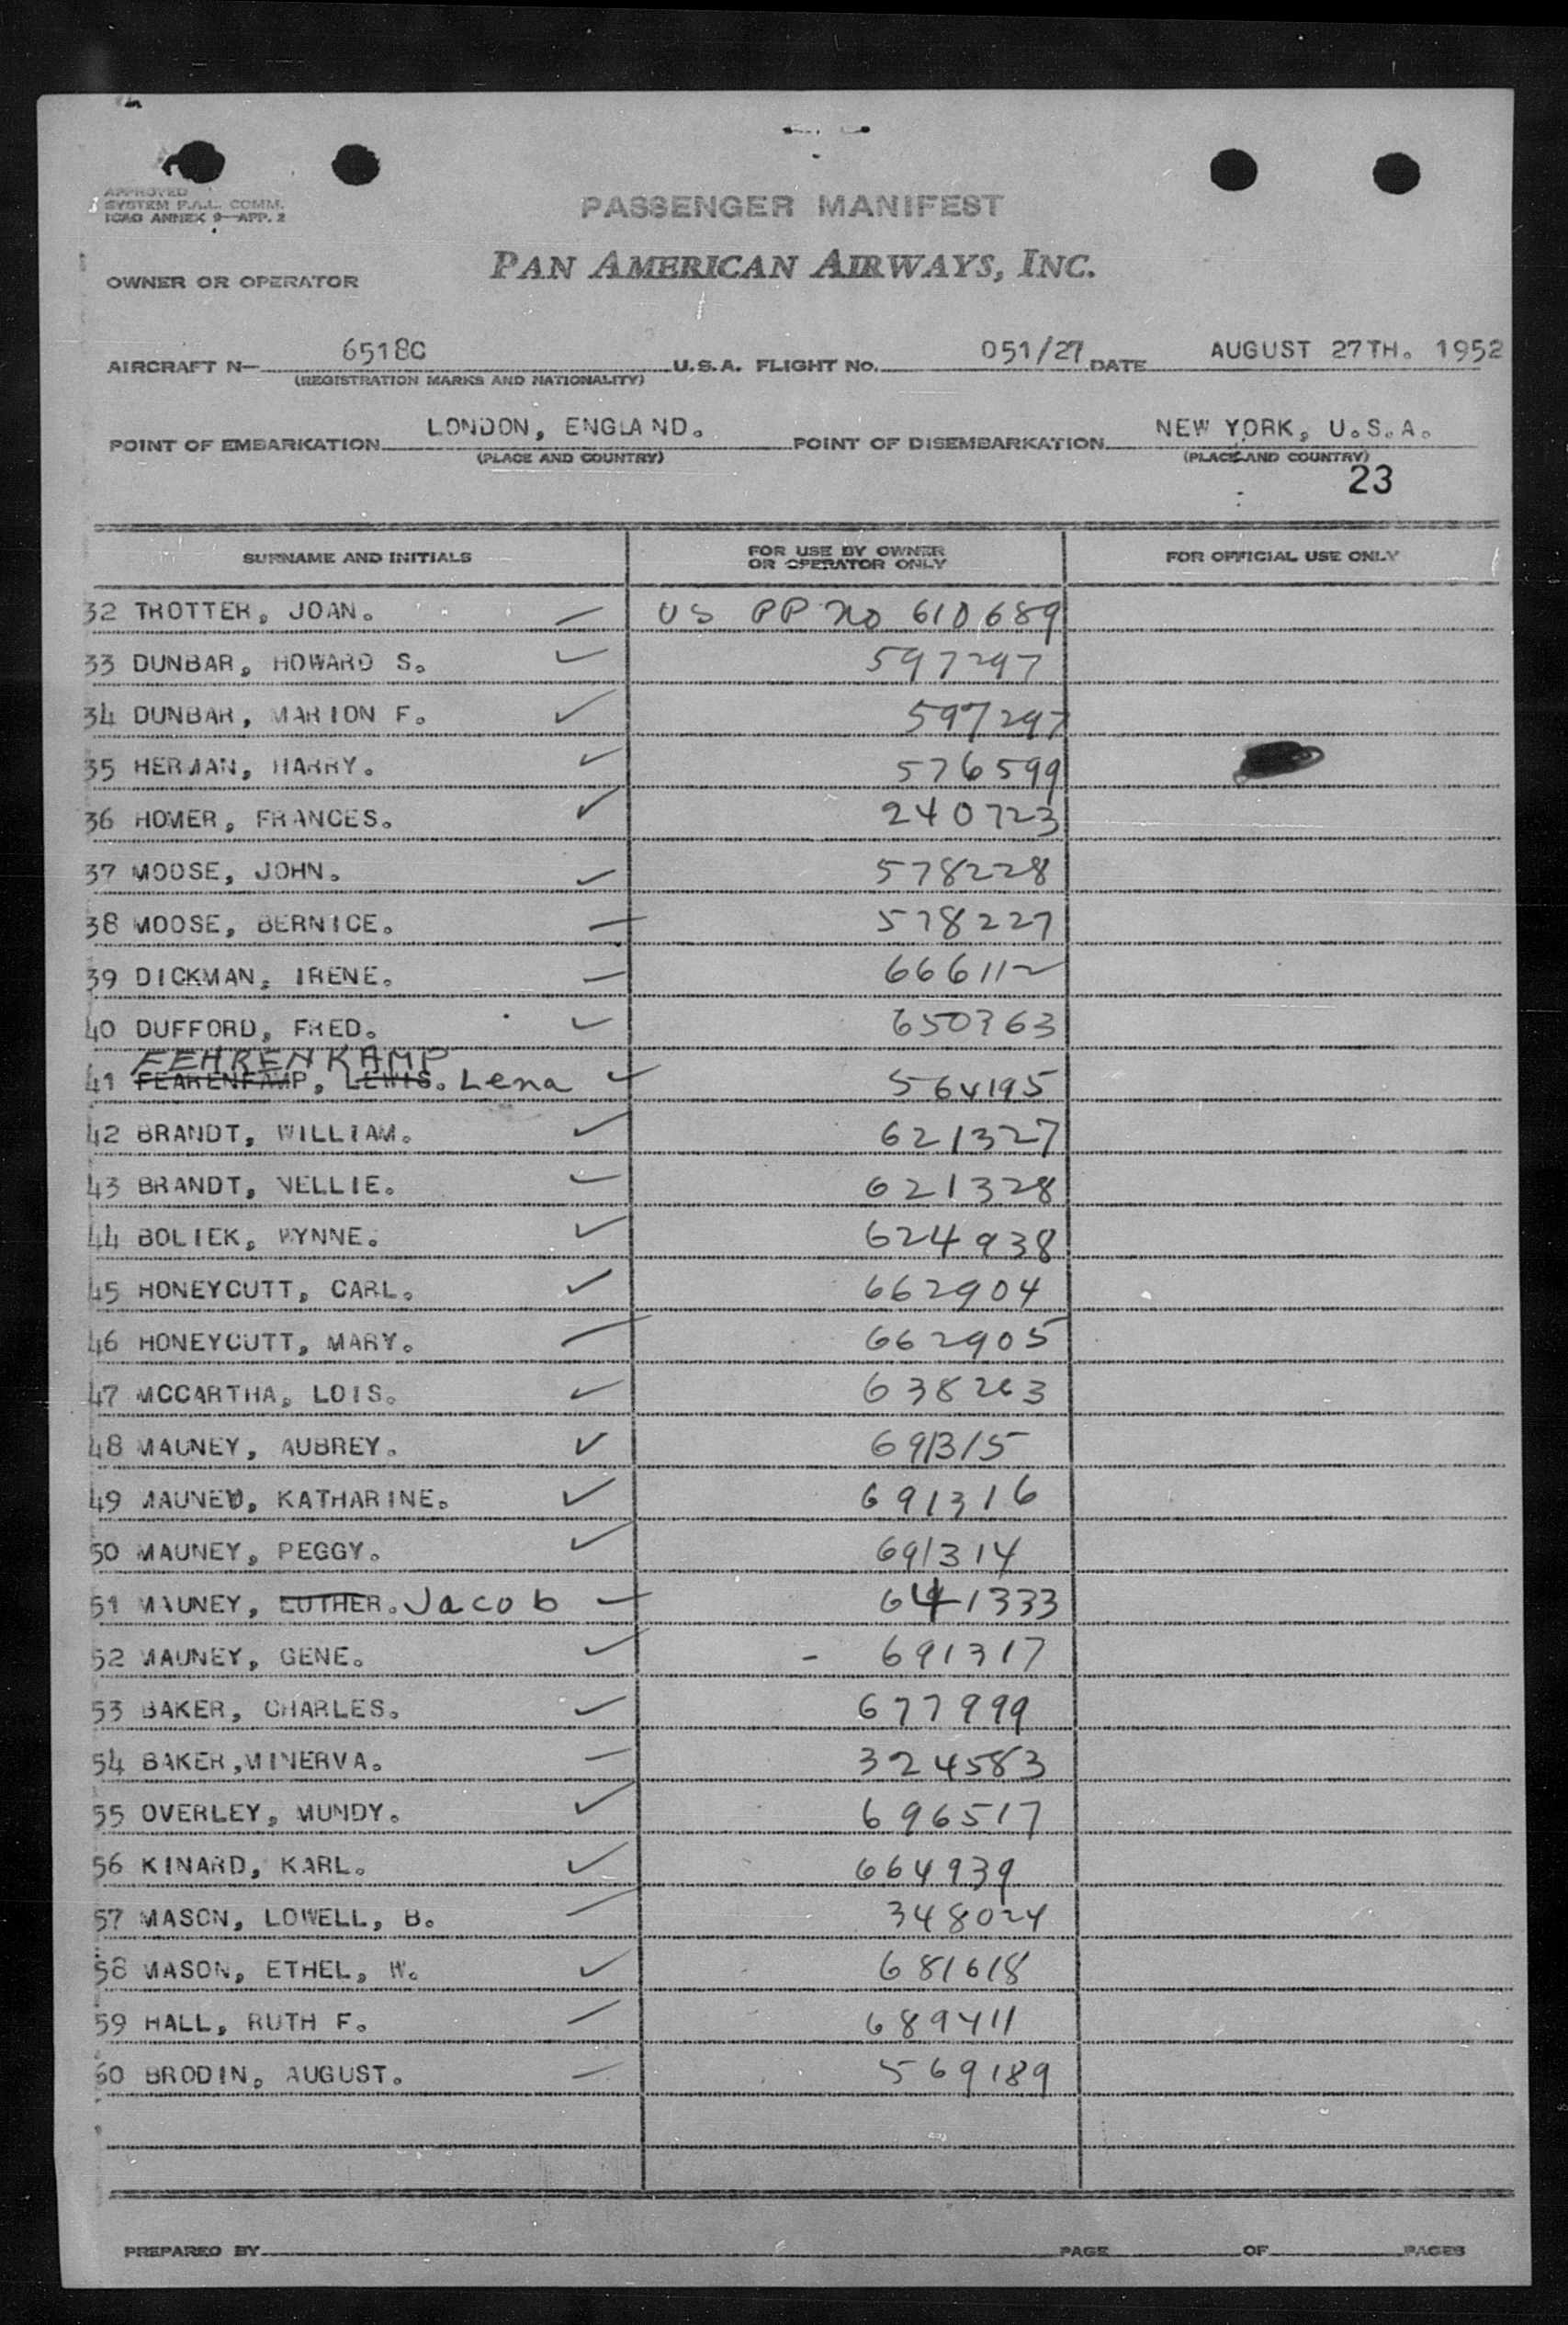 APPROVED
SYSTEM F.A.L. COMM.
ICAO ANNEX 9—APP. 2
PASSENGER MANIFEST
OWNER OR OPERATOR
PAN AMERICAN AIRWAYS, INC.
AIRCRAFT N— 6518C U.S.A. FLIGHT NO. 051/27 DATE AUGUST 27TH. 1952
(REGISTRATION MARKS AND NATIONALITY)
POINT OF EMBARKATION LONDON, ENGLAND. POINT OF DISEMBARKATION NEW YORK, U.S.A.
(PLACE AND COUNTRY) (PLACE AND COUNTRY)
23
SURNAME AND INITIALS FOR USE BY OWNER OR OPERATOR ONLY FOR OFFICIAL USE ONLY
32 TROTTER, JOAN. US PP No 610689
33 DUNBAR, HOWARD S. 597297
34 DUNBAR, MARION F. 597297
35 HERMAN, HARRY. 576599
36 HOMER, FRANCES. 240723
37 MOOSE, JOHN. 578228
38 MOOSE, BERNICE. 578227
39 DICKMAN, IRENE. 666112
40 DUFFORD, FRED. 650763
FEHRENKAMP
41 FEARENFAMP, LEWIS. Lena 564195
42 BRANDT, WILLIAM. 621327
43 BRANDT, NELLIE. 621328
44 BOLIEK, WYNNE. 624938
45 HONEYCUTT, CARL. 662904
46 HONEYCUTT, MARY. 662905
47 MCCARTHA, LOIS. 638263
48 MAUNEY, AUBREY. 691315
49 MAUNEY, KATHARINE. 691316
50 MAUNEY, PEGGY. 691314
51 MAUNEY, LUTHER. Jacob 641333
52 MAUNEY, GENE. - 691317
53 BAKER, CHARLES. 677999
54 BAKER,MINERVA. 324583
55 OVERLEY, MUNDY. 696517
56 KINARD, KARL. 664939
57 MASON, LOWELL, B. 348024
58 MASON, ETHEL, W. 681618
59 HALL, RUTH F. 689411
60 BRODIN, AUGUST. 569189
PREPARED BY PAGE OF PAGES